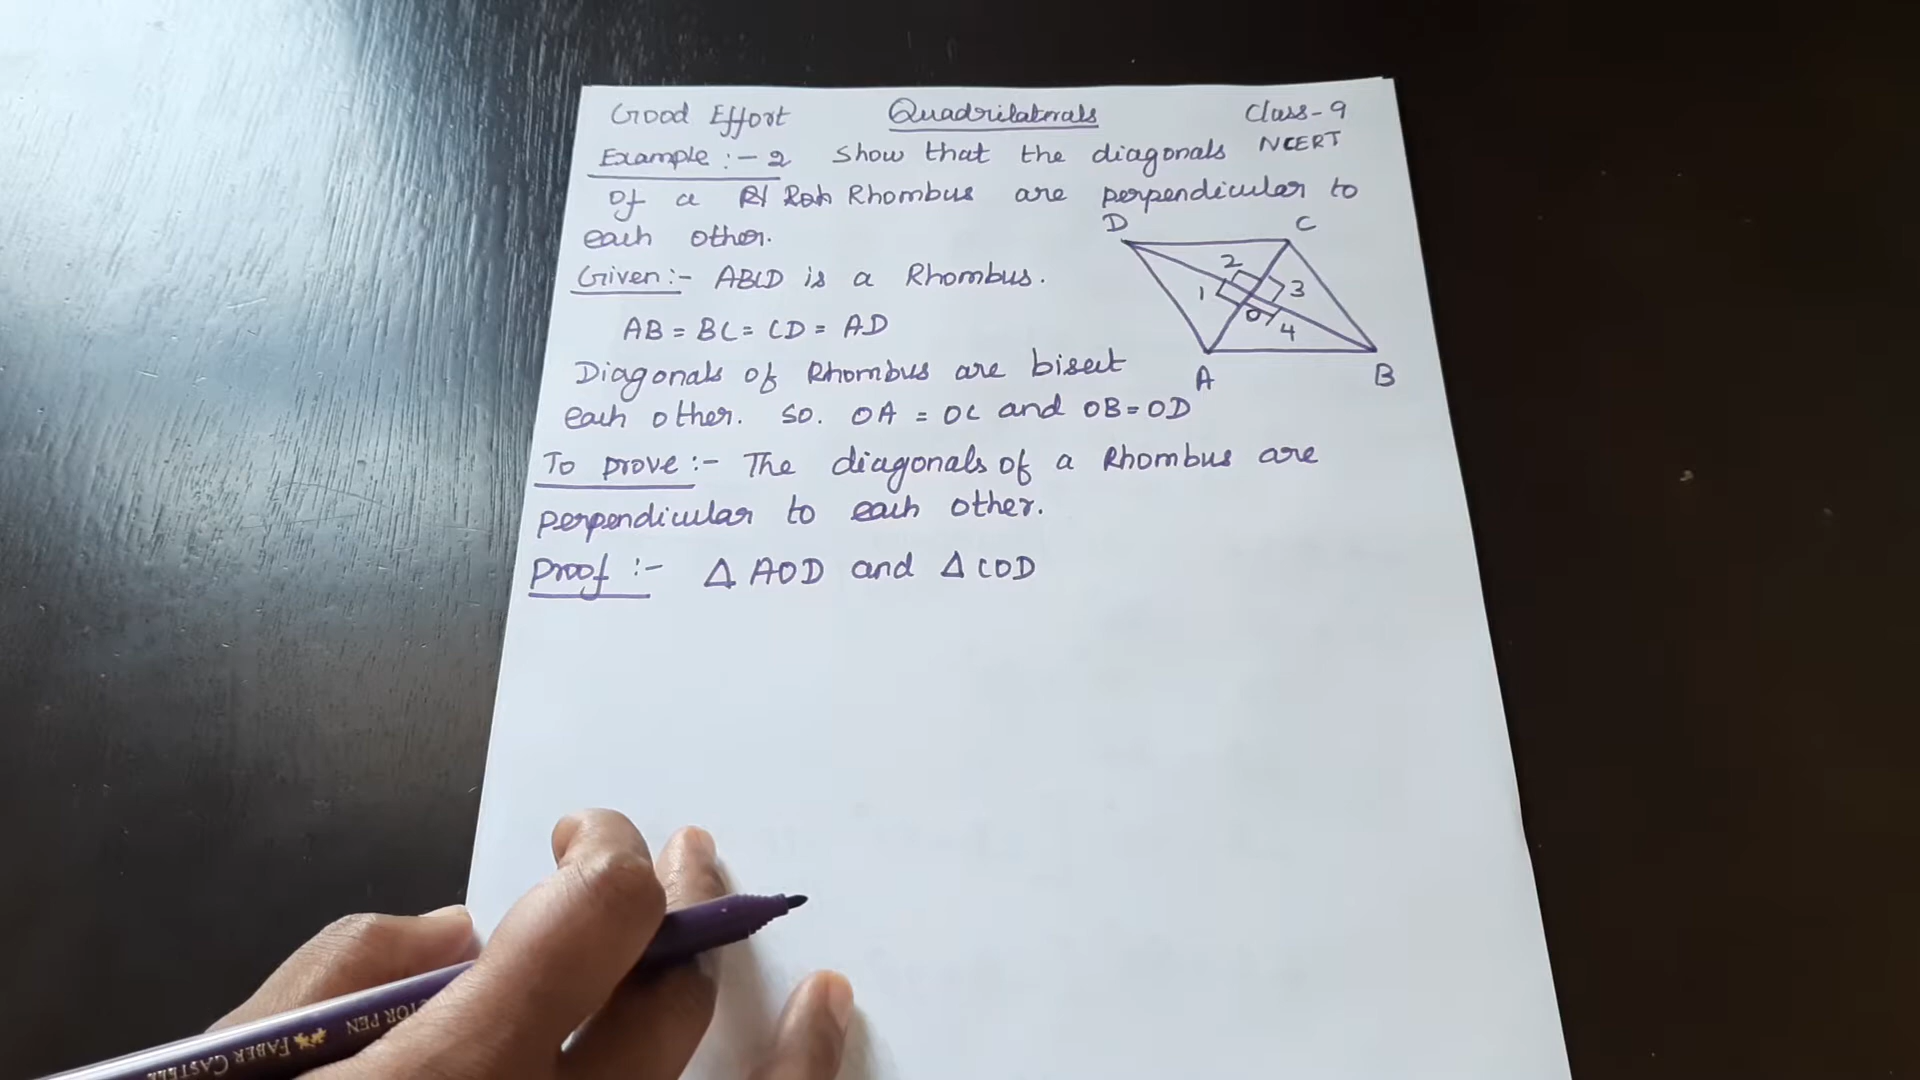 Good Effort Quadrilaterals Class-9
NCERT
Example :- 2 Show that the diagonals
of a Rhombus are perpendicular to
each other.
D C
2
1 3
O 4
A B
Given :- ABCD is a Rhombus.
AB = BC = CD = AD
Diagonals of Rhombus are bisect
each other. So. OA = OC and OB = OD
To prove :- The diagonals of a Rhombus are
perpendicular to each other.
Proof :- Δ AOD and Δ COD
FABER CASTELL
TOR PEN